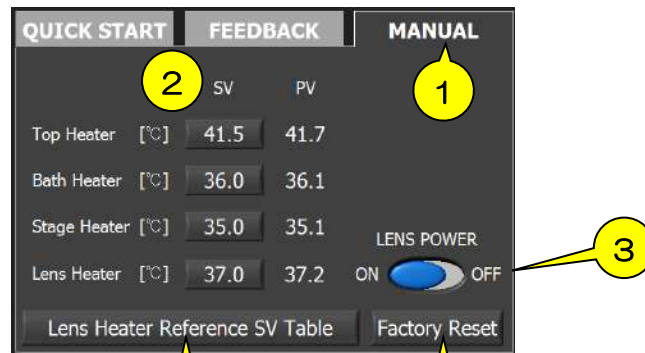 QUICK START FEEDBACK MANUAL
2 SV PV 1
Top Heater [℃] 41.5 41.7
Bath Heater [℃] 36.0 36.1
Stage Heater [℃] 35.0 35.1
LENS POWER
3
Lens Heater [℃] 37.0 37.2 ON OFF
Lens Heater Reference SV Table Factory Reset